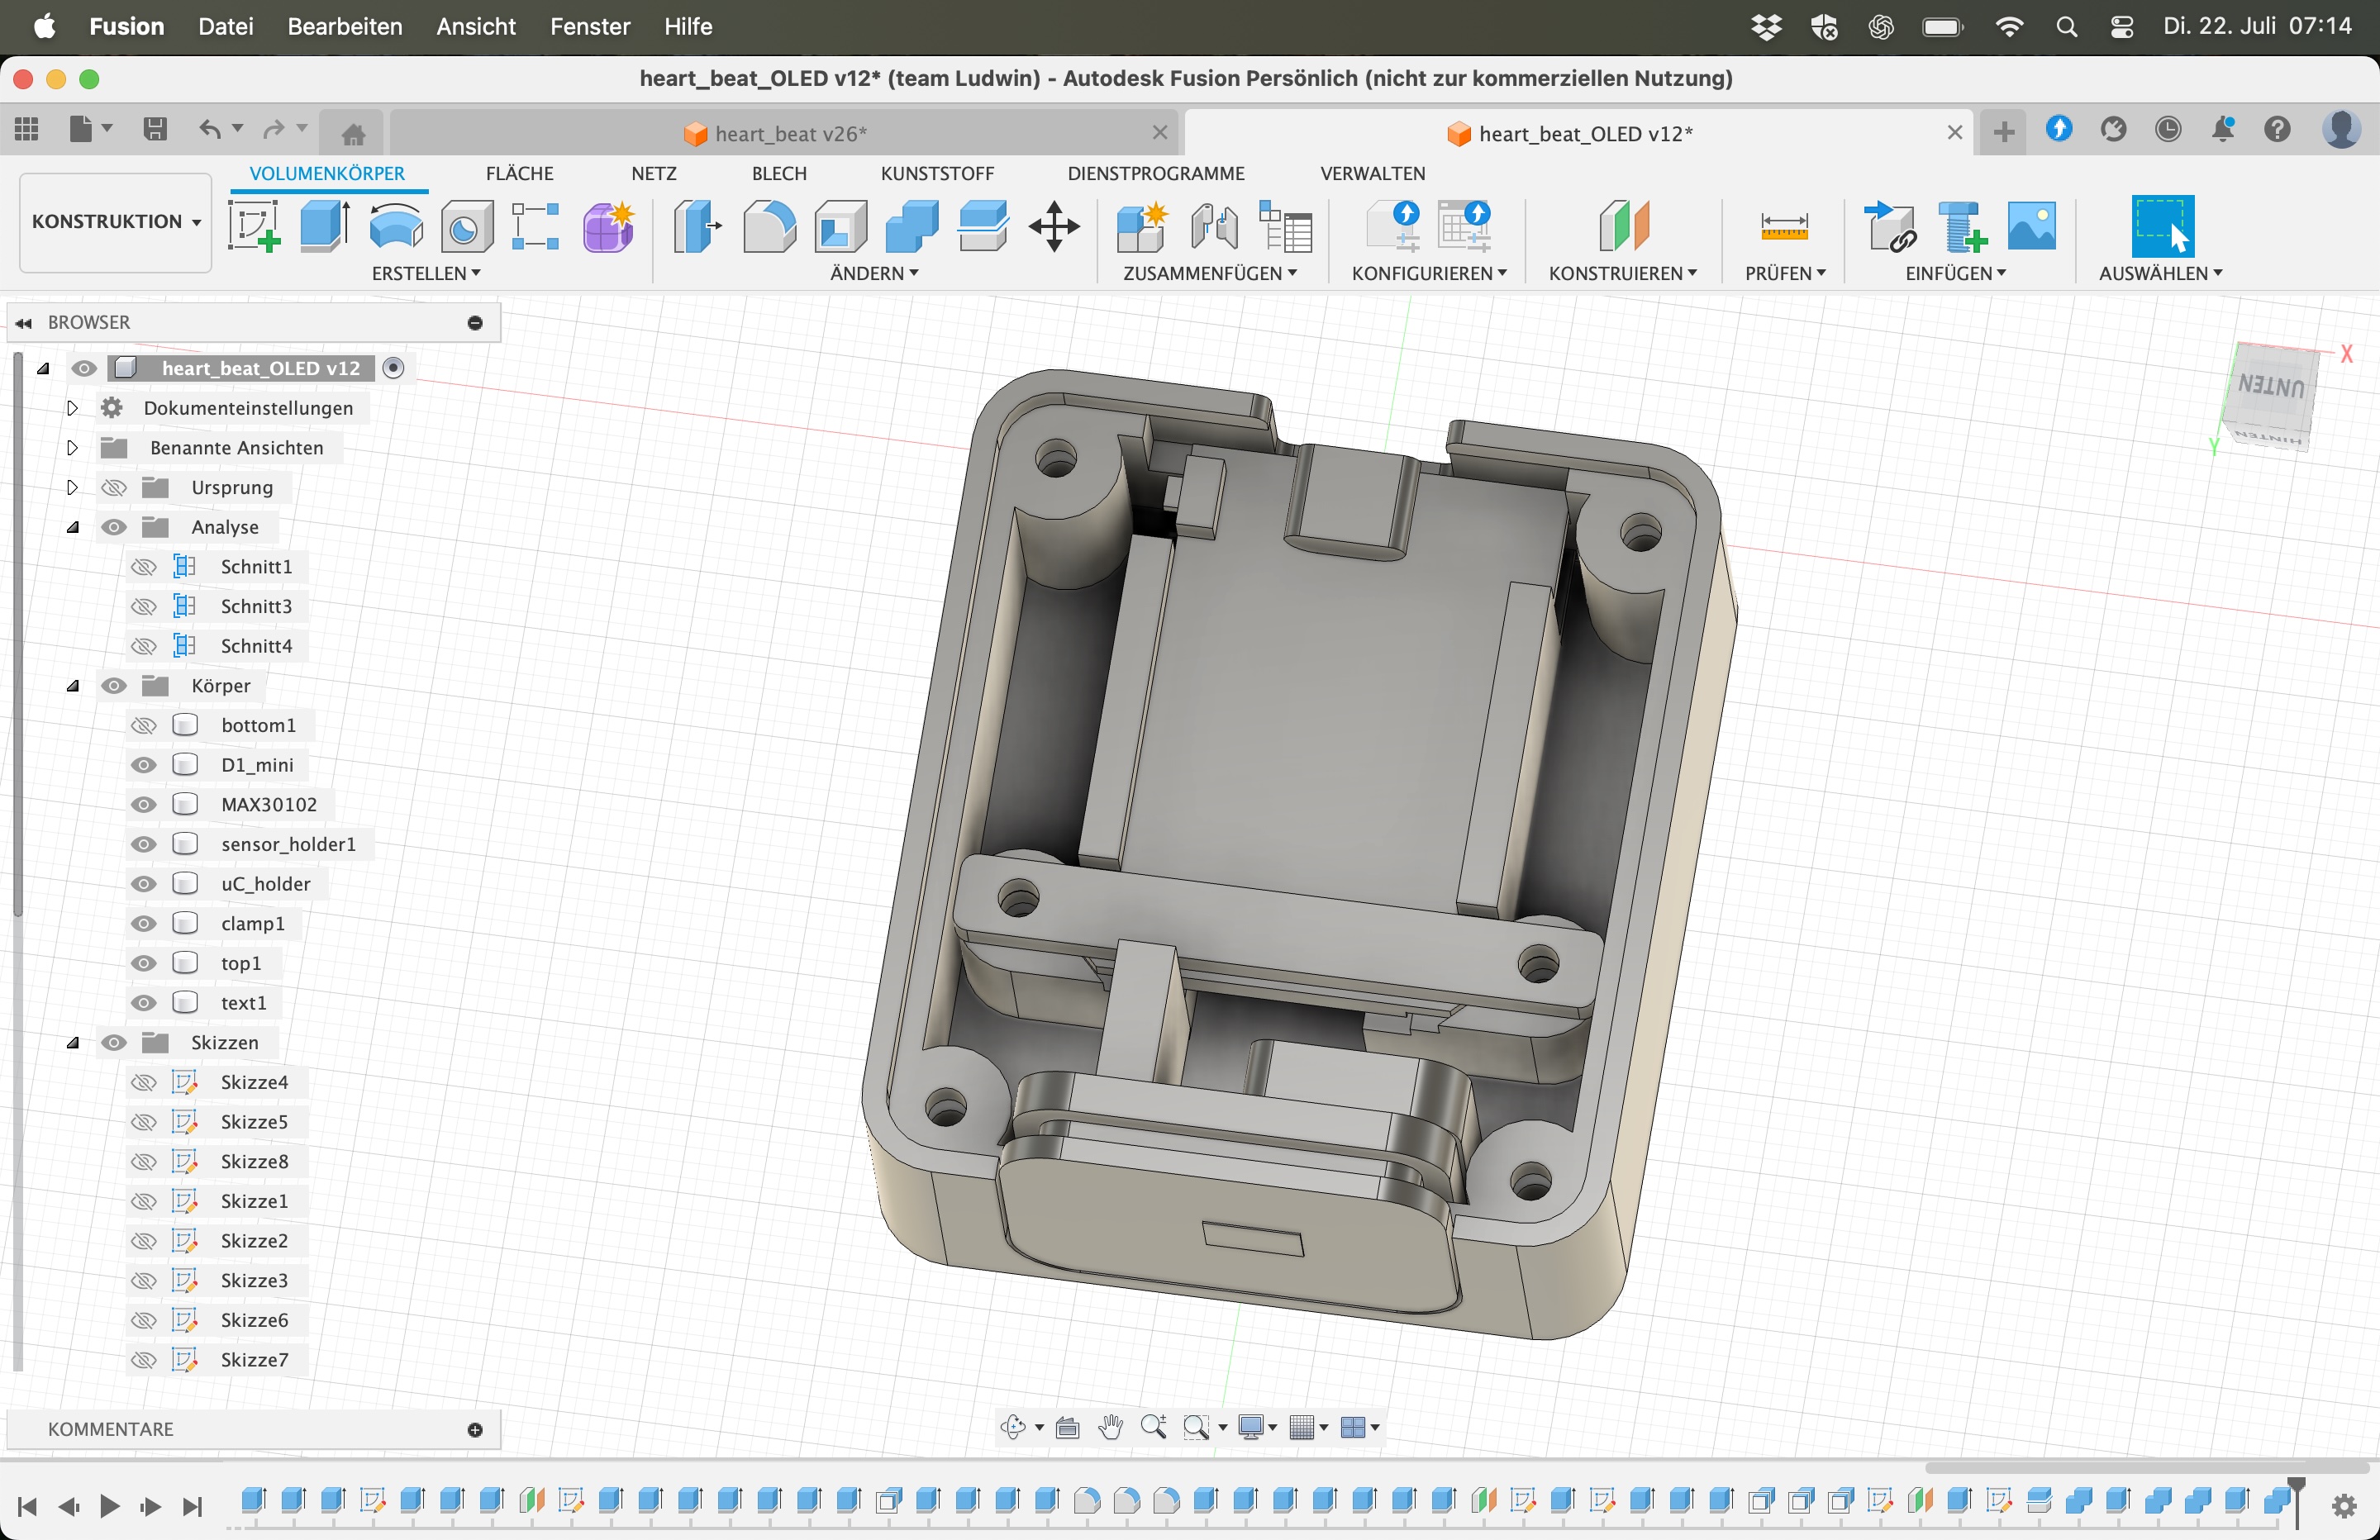 Fusion Datei Bearbeiten Ansicht Fenster Hilfe Di. 22. Juli 07:14
heart_beat_OLED v12* (team Ludwin) - Autodesk Fusion Persönlich (nicht zur kommerziellen Nutzung)
heart_beat v26* heart_beat_OLED v12*
VOLUMENKÖRPER FLÄCHE NETZ BLECH KUNSTSTOFF DIENSTPROGRAMME VERWALTEN
KONSTRUKTION
ERSTELLEN ÄNDERN ZUSAMMENFÜGEN KONFIGURIEREN KONSTRUIEREN PRÜFEN EINFÜGEN AUSWÄHLEN
BROWSER
heart_beat_OLED v12
Dokumenteinstellungen
Benannte Ansichten
Ursprung
Analyse
Schnitt1
Schnitt3
Schnitt4
Körper
bottom1
D1_mini
MAX30102
sensor_holder1
uC_holder
clamp1
top1
text1
Skizzen
Skizze4
Skizze5
Skizze8
Skizze1
Skizze2
Skizze3
Skizze6
Skizze7
KOMMENTARE
X
UNTEN
HINTEN
Y